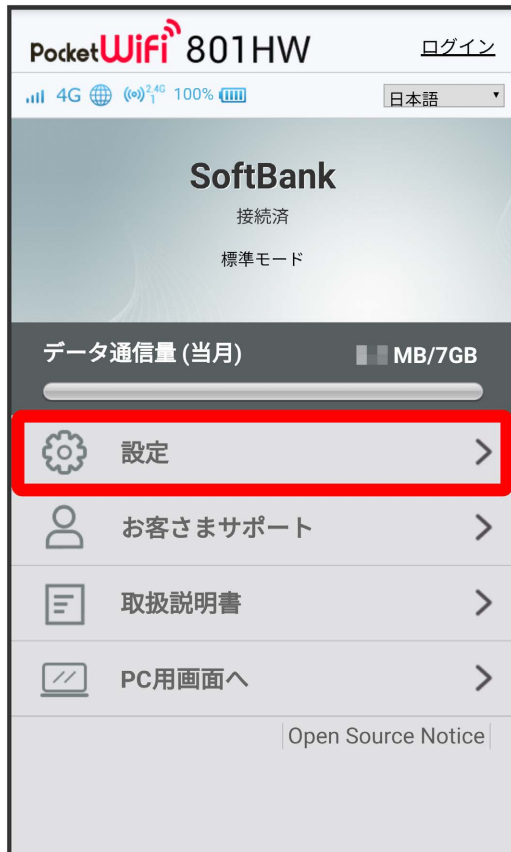 PocketWiFi 801HW
ログイン
4G 2.4G 1 100%
日本語
SoftBank
接続済
標準モード
データ通信量 (当月)
MB/7GB
設定
お客さまサポート
取扱説明書
PC用画面へ
Open Source Notice